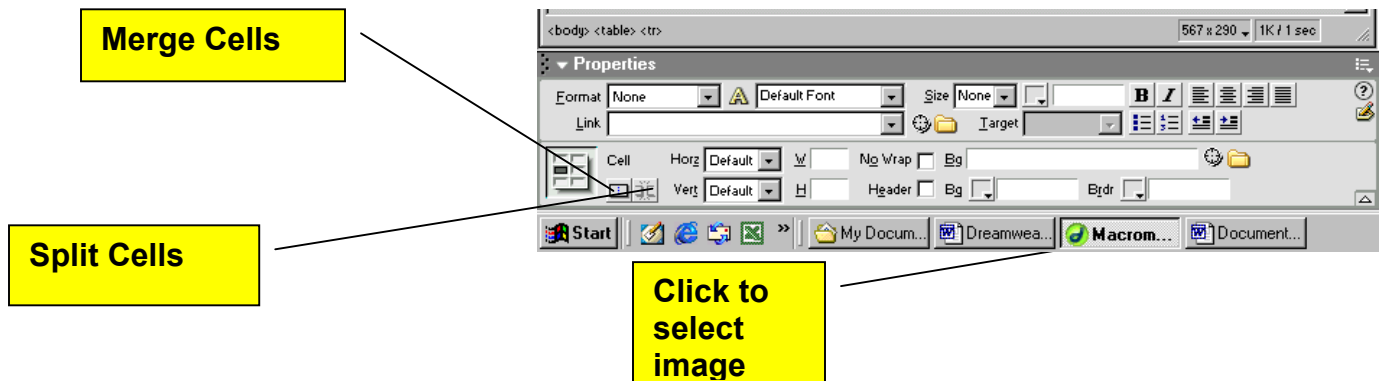 Merge Cells
<body> <table> <tr> 567 x 290 1K / 1 sec
Properties
Format None Default Font Size None B I
Link Target
Cell Horz Default W No Wrap Bg
Vert Default H Header Bg Brdr
Split Cells
Start » My Docum... Dreamwea... Macrom... Document...
Click to
select
image